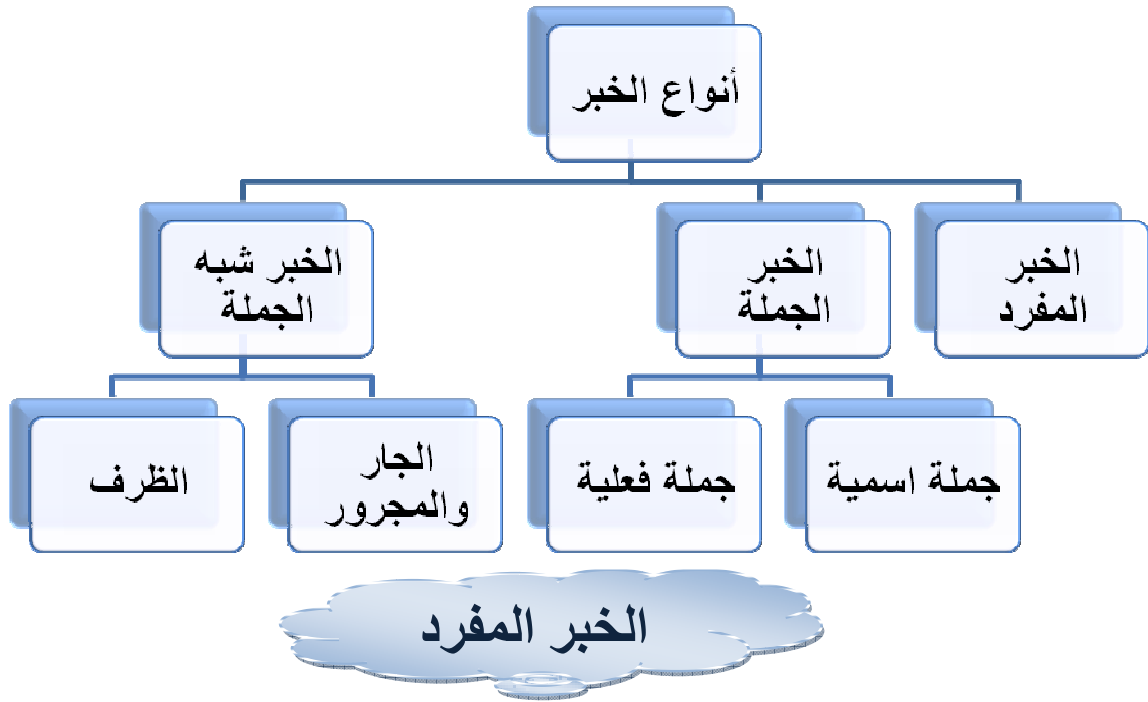 أنواع الخبر
الخبر
المفرد
الخبر
الجملة
الخبر شبه
الجملة
جملة اسمية
جملة فعلية
الجار
والمجرور
الظرف
الخبر المفرد